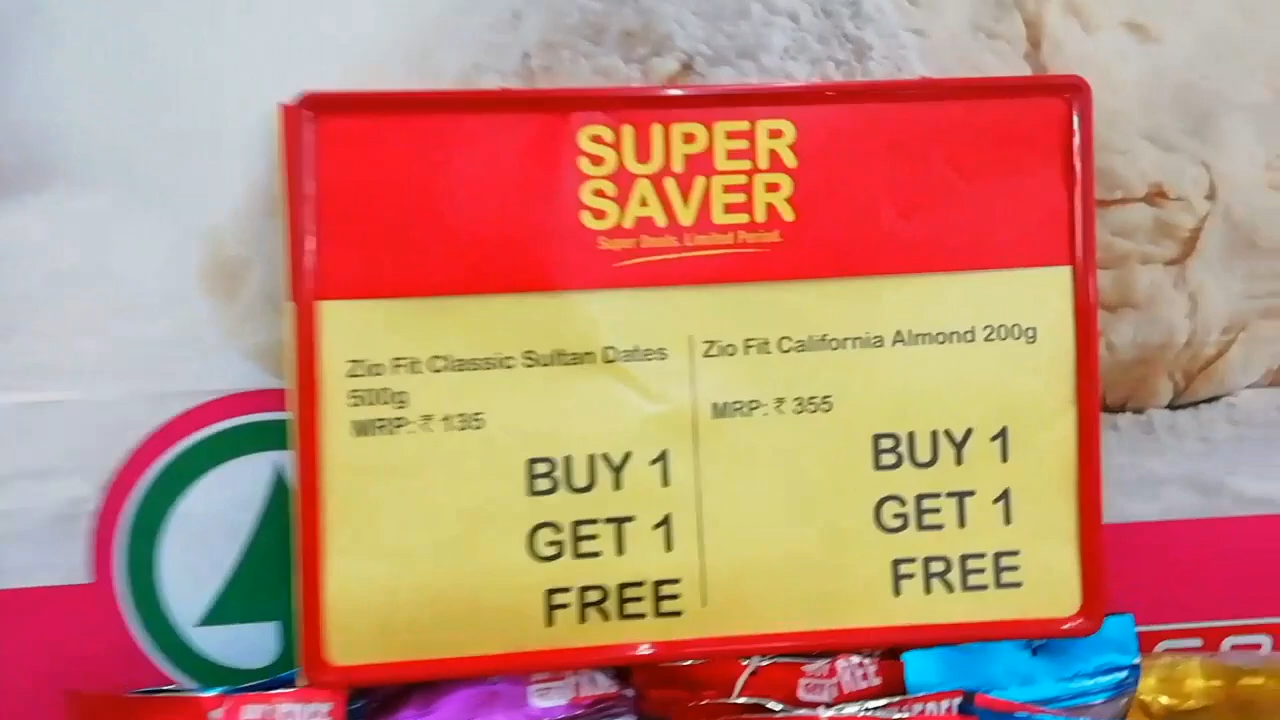 SUPER
SAVER
Super Deals. Limited Period.
Zio Fit Classic Sultan Dates
500g
MRP: ₹ 135
BUY 1
GET 1
FREE
Zio Fit California Almond 200g
MRP: ₹ 355
BUY 1
GET 1
FREE
FREE